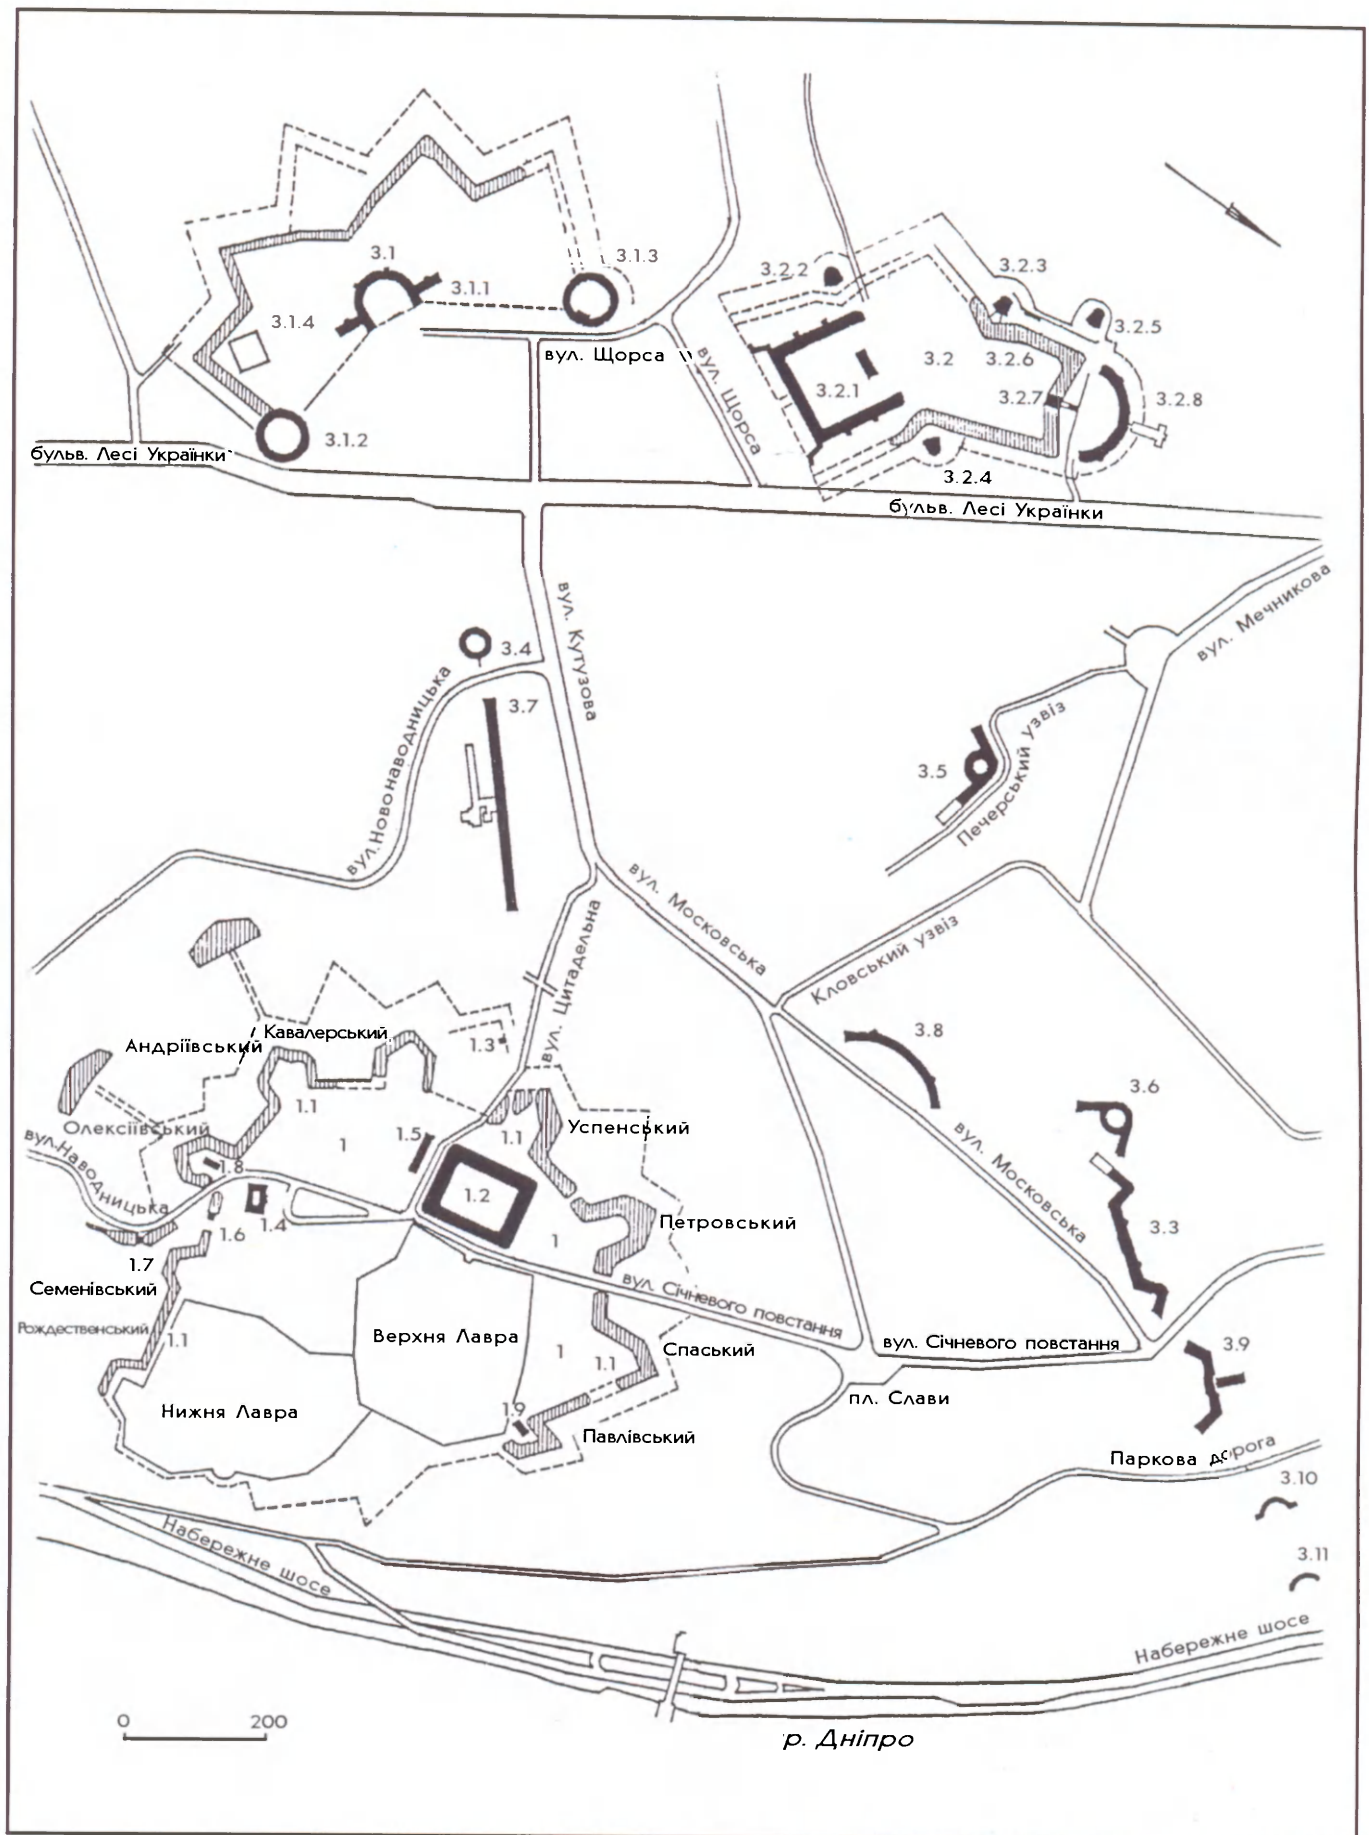 3.1
3.1.1
3.1.3
3.1.4
3.1.2
вул. Щорса
вул. Щорса
3.2.2
3.2.3
3.2.5
3.2
3.2.6
3.2.1
3.2.7
3.2.8
3.2.4
бульв. Лесі Українки
бульв. Лесі Українки
вул. Мечникова
вул. Кутузова
3.4
3.7
вул. Новонаводницька
3.5
Печерський узвіз
вул. Московська
Кловський узвіз
вул. Цитадельна
3.8
3.6
вул. Московська
3.3
Кавалерський
Андріївський
1.3
1.1
Олексіївський
1
1.5
1.1
Успенський
вул. Наводницька
1.8
1.2
1.4
1.6
1
Петровський
1.7
Семенівський
вул. Січневого повстання
Рождественський
1.1
Верхня Лавра
1
1.1
Спаський
вул. Січневого повстання
3.9
пл. Слави
Нижня Лавра
1.9
Павлівський
Паркова дорога
3.10
3.11
Набережне шосе
Набережне шосе
0 200
р. Дніпро